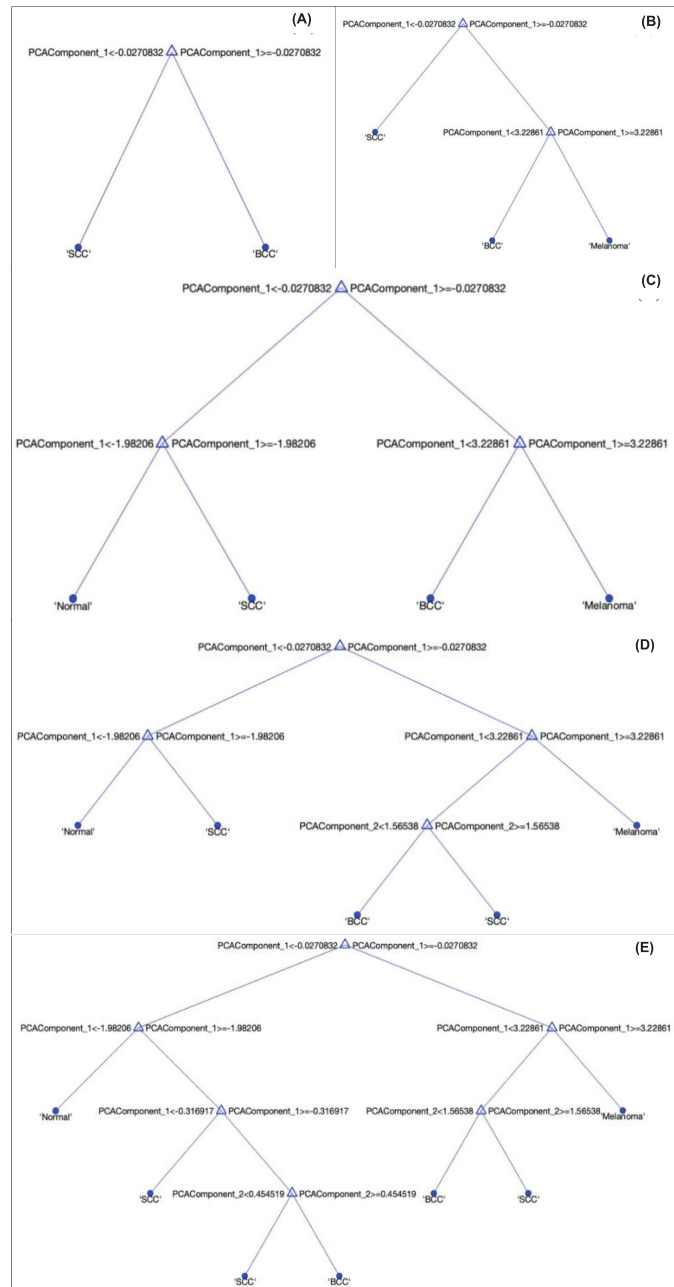 (A)
PCAComponent_1<-0.0270832 PCAComponent_1>=-0.0270832
'SCC' 'BCC'
(B)
PCAComponent_1<-0.0270832 PCAComponent_1>=-0.0270832
'SCC' PCAComponent_1<3.22861 PCAComponent_1>=3.22861
'BCC' 'Melanoma'
(C)
PCAComponent_1<-0.0270832 PCAComponent_1>=-0.0270832
PCAComponent_1<-1.98206 PCAComponent_1>=-1.98206 PCAComponent_1<3.22861 PCAComponent_1>=3.22861
'Normal' 'SCC' 'BCC' 'Melanoma'
(D)
PCAComponent_1<-0.0270832 PCAComponent_1>=-0.0270832
PCAComponent_1<-1.98206 PCAComponent_1>=-1.98206 PCAComponent_1<3.22861 PCAComponent_1>=3.22861
'Normal' 'SCC' PCAComponent_2<1.56538 PCAComponent_2>=1.56538 'Melanoma'
'BCC' 'SCC'
(E)
PCAComponent_1<-0.0270832 PCAComponent_1>=-0.0270832
PCAComponent_1<-1.98206 PCAComponent_1>=-1.98206 PCAComponent_1<3.22861 PCAComponent_1>=3.22861
'Normal' PCAComponent_1<-0.316917 PCAComponent_1>=-0.316917 PCAComponent_2<1.56538 PCAComponent_2>=1.56538 'Melanoma'
'SCC' PCAComponent_2<0.454519 PCAComponent_2>=0.454519 'BCC' 'SCC'
'SCC' 'BCC'